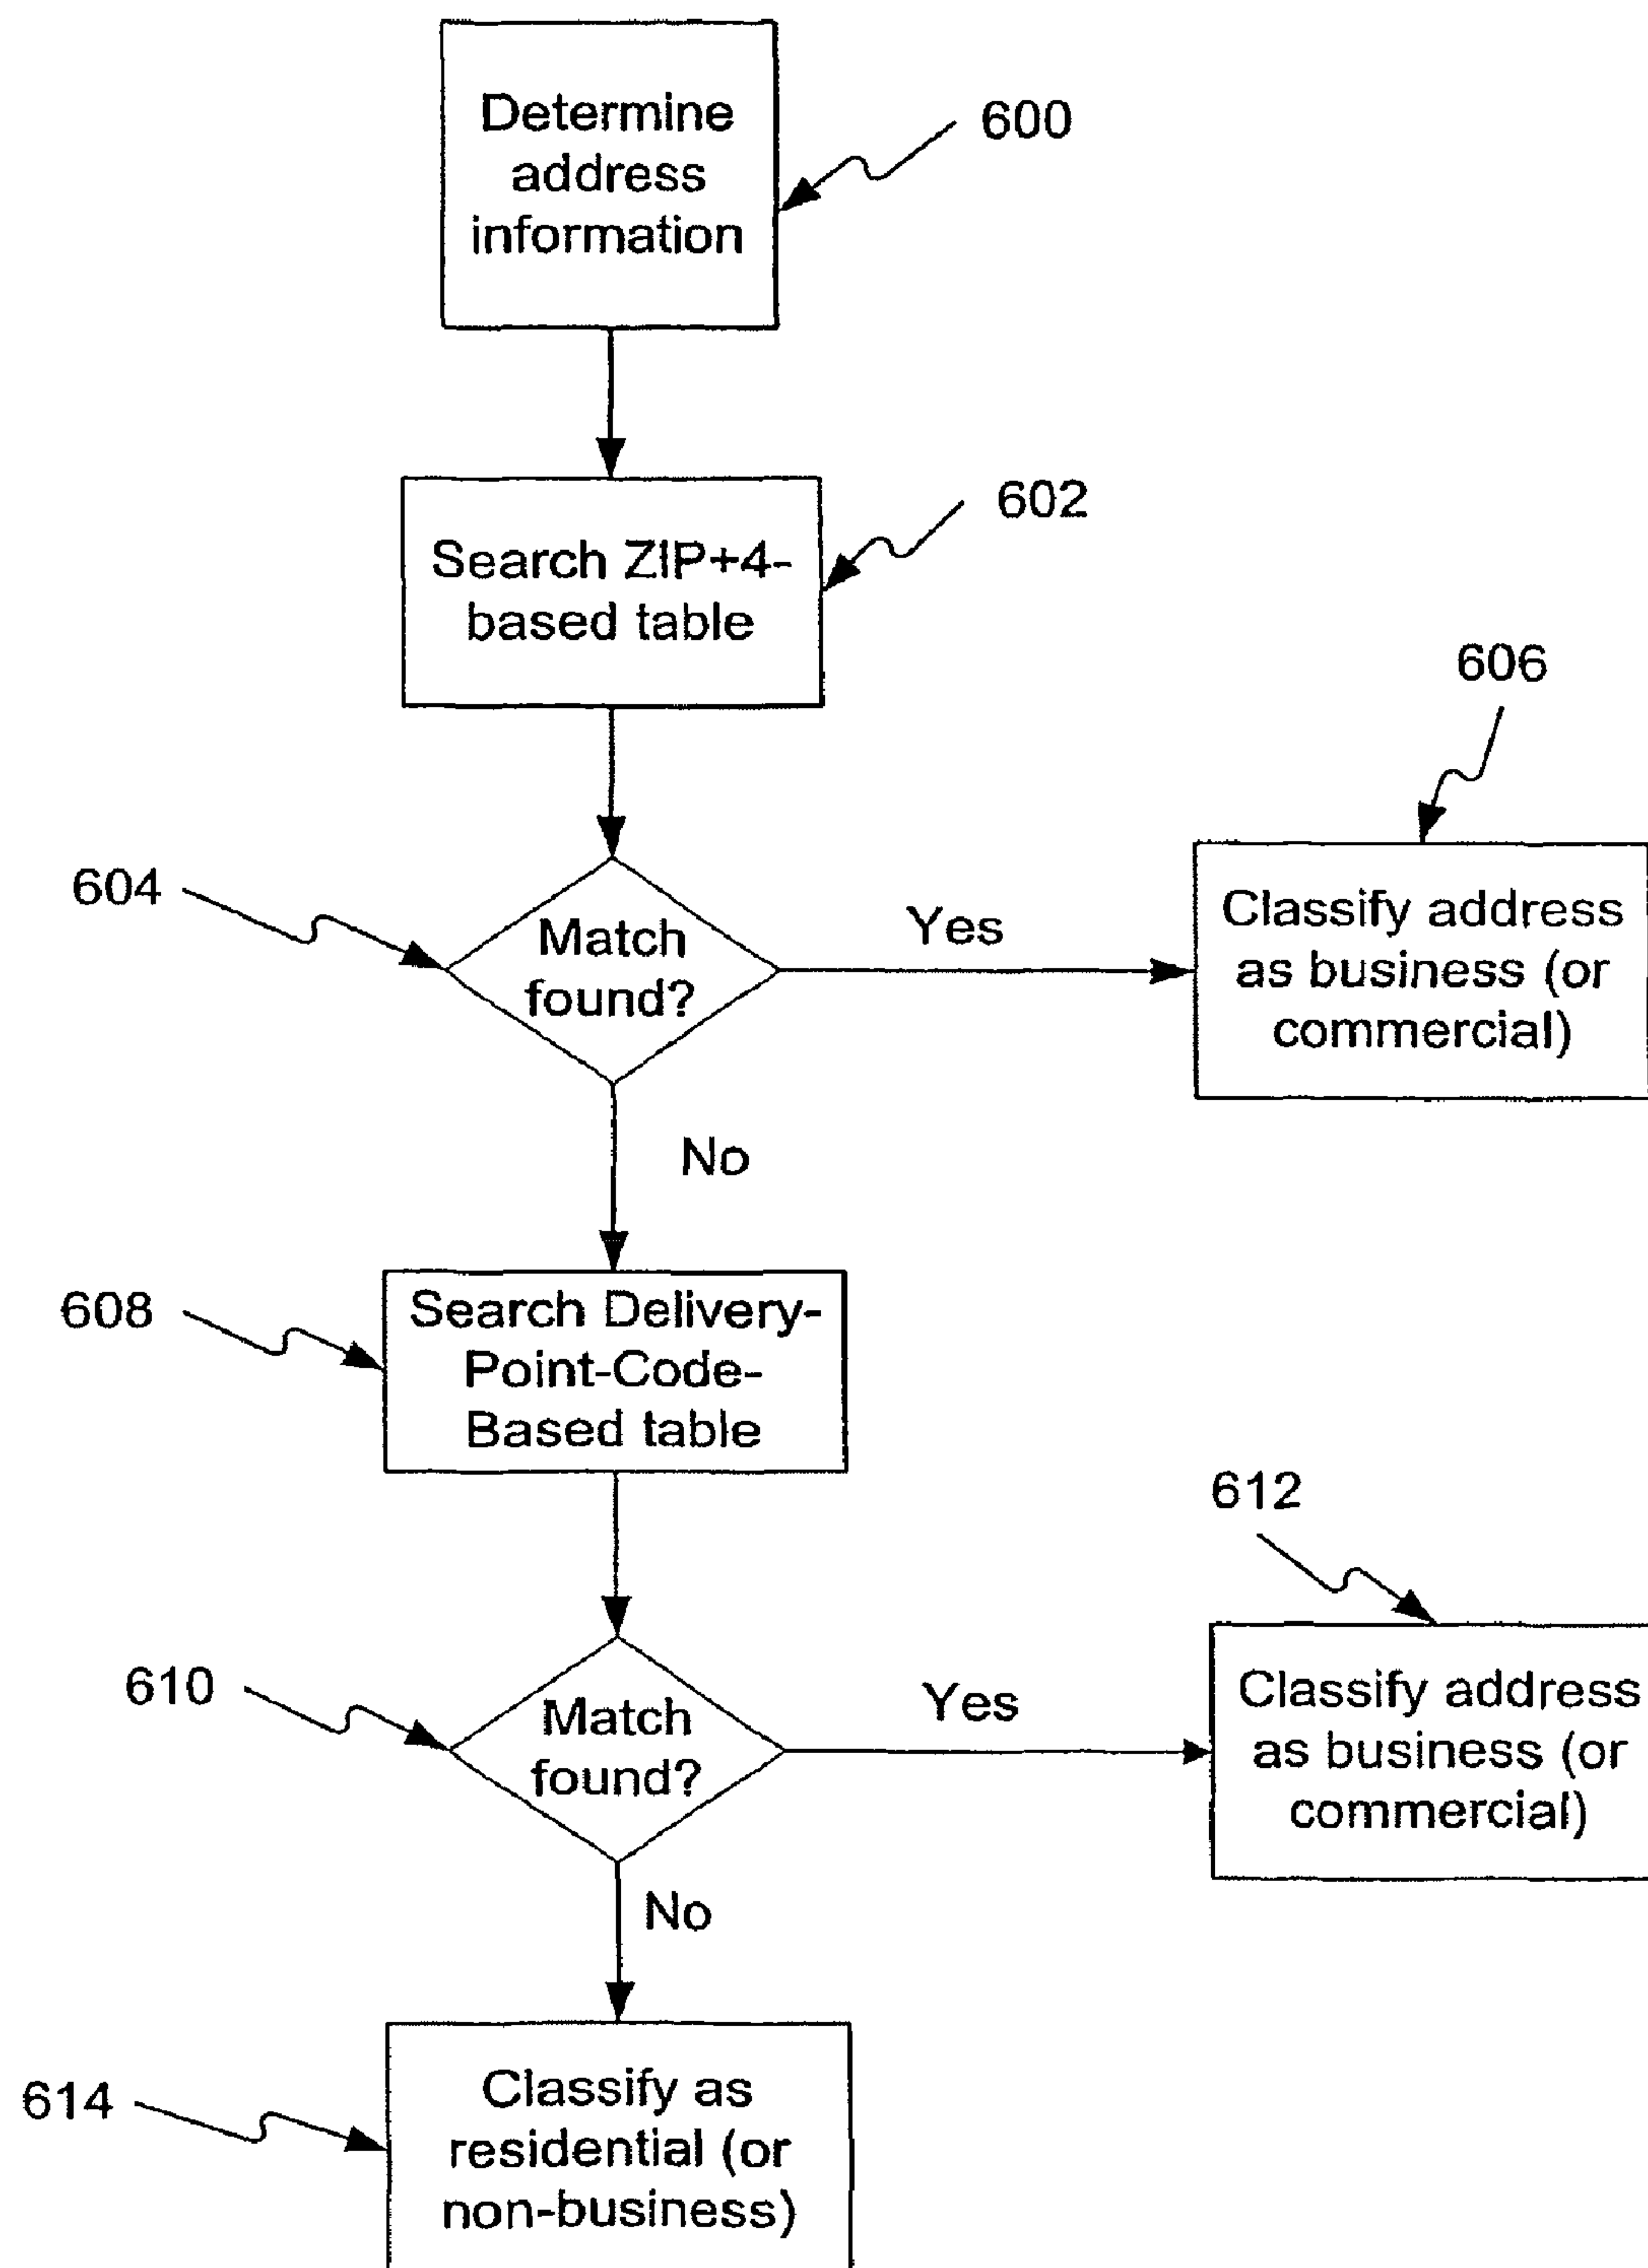 Determine
address
information
600
Search ZIP+4-
based table
602
606
604
Match
found?
Yes
Classify address
as business (or
commercial)
No
608
Search Delivery-
Point-Code-
Based table
612
610
Match
found?
Yes
Classify address
as business (or
commercial)
No
614
Classify as
residential (or
non-business)